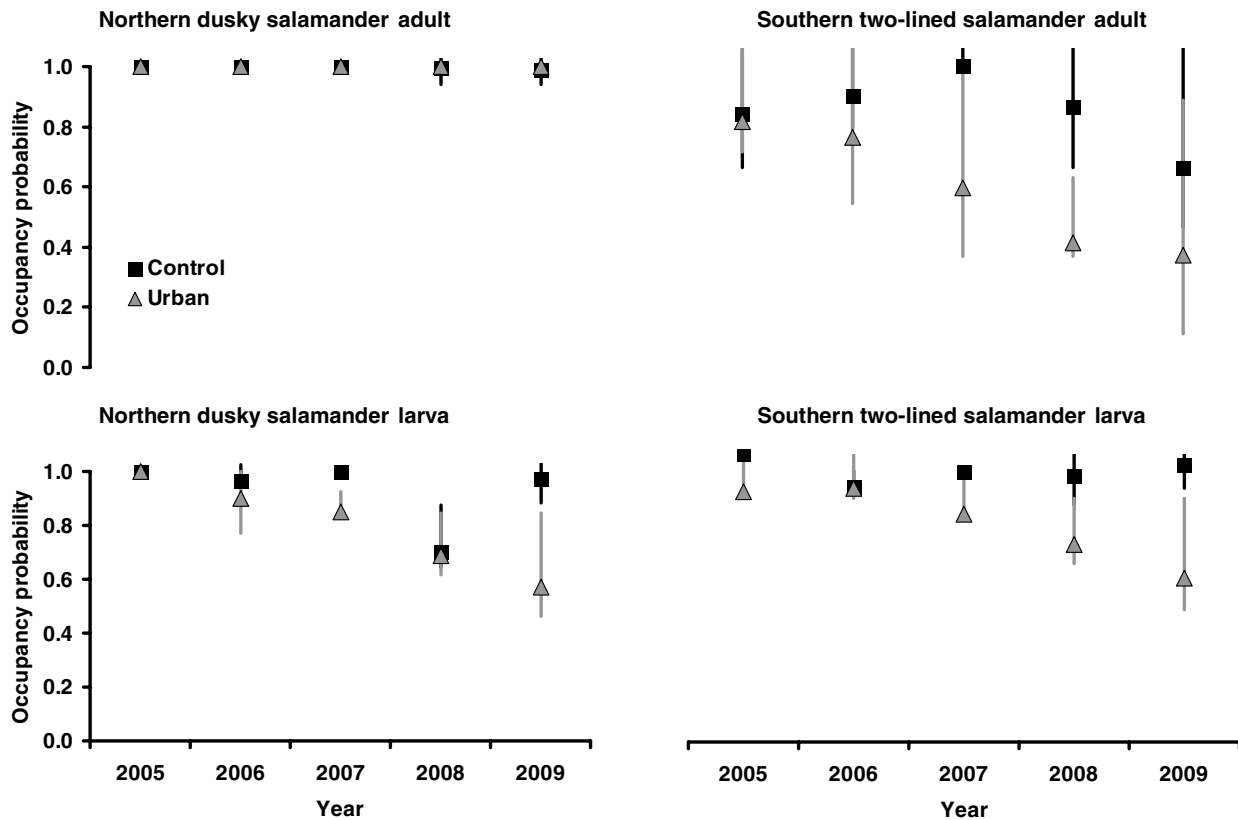 Northern dusky salamander adult
Southern two-lined salamander adult
Occupancy probability
1.0
0.8
0.6
0.4
0.2
0.0
Control
Urban
Northern dusky salamander larva
Southern two-lined salamander larva
Occupancy probability
1.0
0.8
0.6
0.4
0.2
0.0
2005 2006 2007 2008 2009
Year
2005 2006 2007 2008 2009
Year